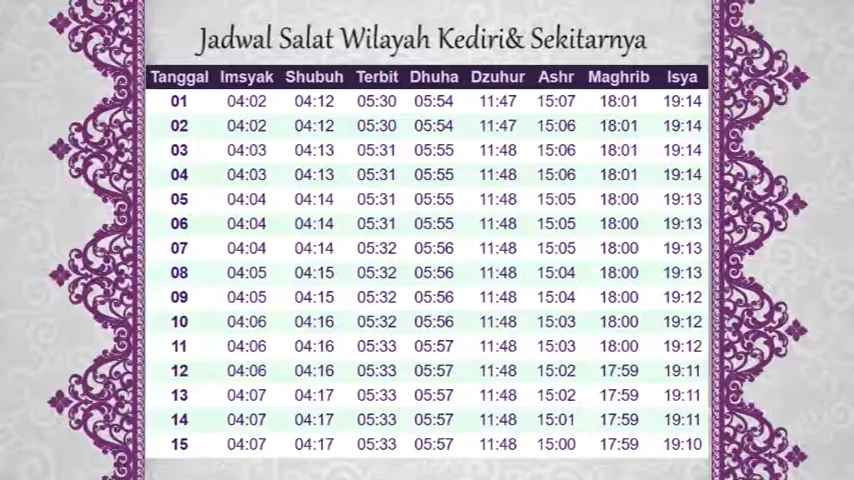 Jadwal Salat Wilayah Kediri& Sekitarnya
Tanggal Imsyak Shubuh Terbit Dhuha Dzuhur Ashr Maghrib Isya
01 04:02 04:12 05:30 05:54 11:47 15:07 18:01 19:14
02 04:02 04:12 05:30 05:54 11:47 15:06 18:01 19:14
03 04:03 04:13 05:31 05:55 11:48 15:06 18:01 19:14
04 04:03 04:13 05:31 05:55 11:48 15:06 18:01 19:14
05 04:04 04:14 05:31 05:55 11:48 15:05 18:00 19:13
06 04:04 04:14 05:31 05:55 11:48 15:05 18:00 19:13
07 04:04 04:14 05:32 05:56 11:48 15:05 18:00 19:13
08 04:05 04:15 05:32 05:56 11:48 15:04 18:00 19:13
09 04:05 04:15 05:32 05:56 11:48 15:04 18:00 19:12
10 04:06 04:16 05:32 05:56 11:48 15:03 18:00 19:12
11 04:06 04:16 05:33 05:57 11:48 15:03 18:00 19:12
12 04:06 04:16 05:33 05:57 11:48 15:02 17:59 19:11
13 04:07 04:17 05:33 05:57 11:48 15:02 17:59 19:11
14 04:07 04:17 05:33 05:57 11:48 15:01 17:59 19:11
15 04:07 04:17 05:33 05:57 11:48 15:00 17:59 19:10